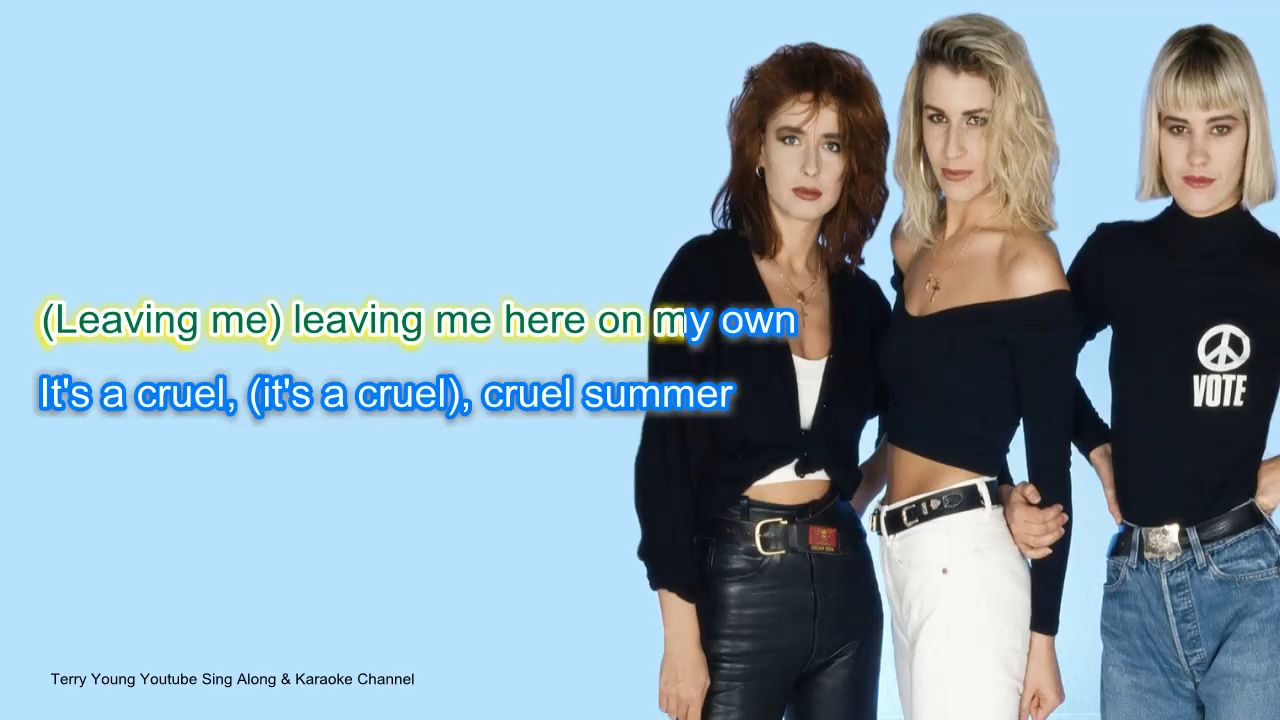 (Leaving me) leaving me here on my own
It's a cruel, (it's a cruel), cruel summer
VOTE
Terry Young Youtube Sing Along & Karaoke Channel